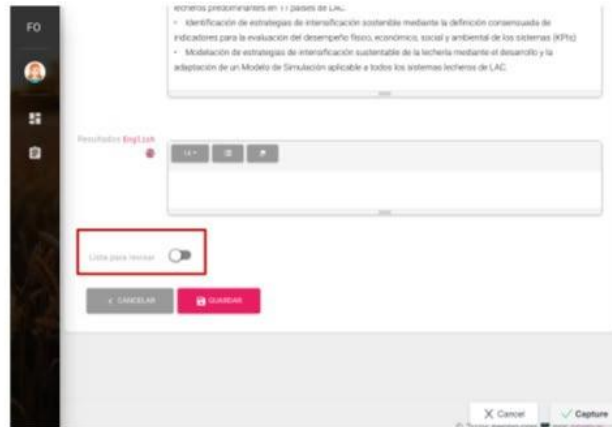 FO
lecheros predominantes en 11 países de LAC.
• Identificación de estrategias de intensificación sostenible mediante la definición consensuada de
indicadores para la evaluación del desempeño físico, económico, social y ambiental de los sistemas (KPIs)
• Modelación de estrategias de intensificación sustentable de la lechería mediante el desarrollo y la
adaptación de un Modelo de Simulación aplicable a todos los sistemas lecheros de LAC.
Resultados English
14
Lista para revisar
< CANCELAR
GUARDAR
Cancel
Capture